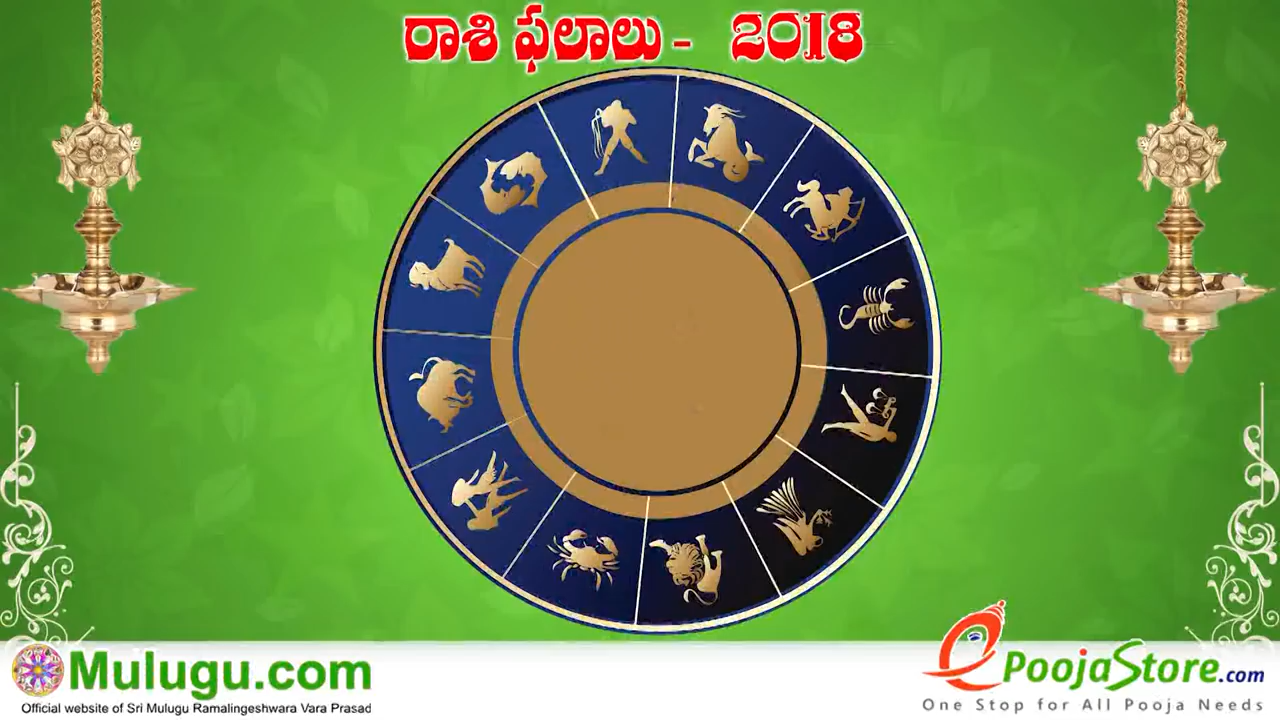 రాశి ఫలాలు - 2018
Mulugu.com
Official website of Sri Mulugu Ramalingeshwara Vara Prasad
ePoojaStore.com
One Stop for All Pooja Needs